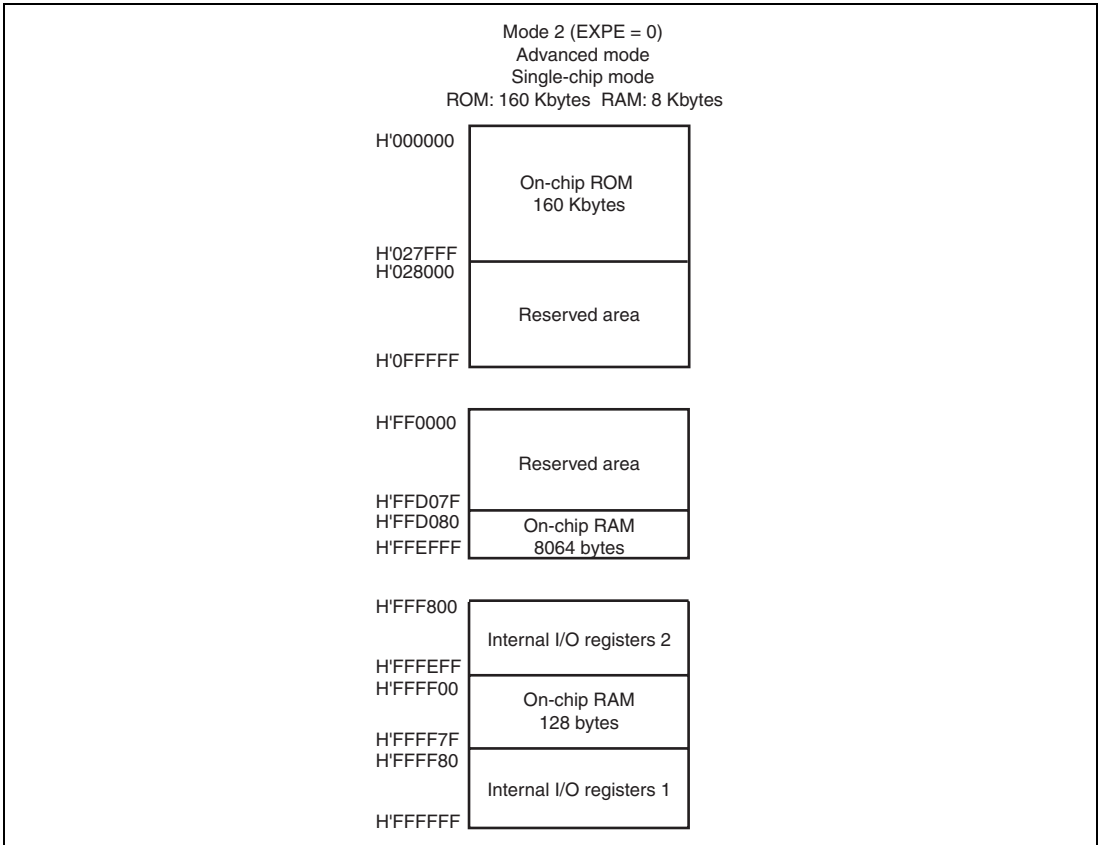 Mode 2 (EXPE = 0)
Advanced mode
Single-chip mode
ROM: 160 Kbytes  RAM: 8 Kbytes
H'000000
On-chip ROM
160 Kbytes
H'027FFF
H'028000
Reserved area
H'0FFFFF
H'FF0000
Reserved area
H'FFD07F
H'FFD080
On-chip RAM
8064 bytes
H'FFEFFF
H'FFF800
Internal I/O registers 2
H'FFFEFF
H'FFFF00
On-chip RAM
128 bytes
H'FFFF7F
H'FFFF80
Internal I/O registers 1
H'FFFFFF